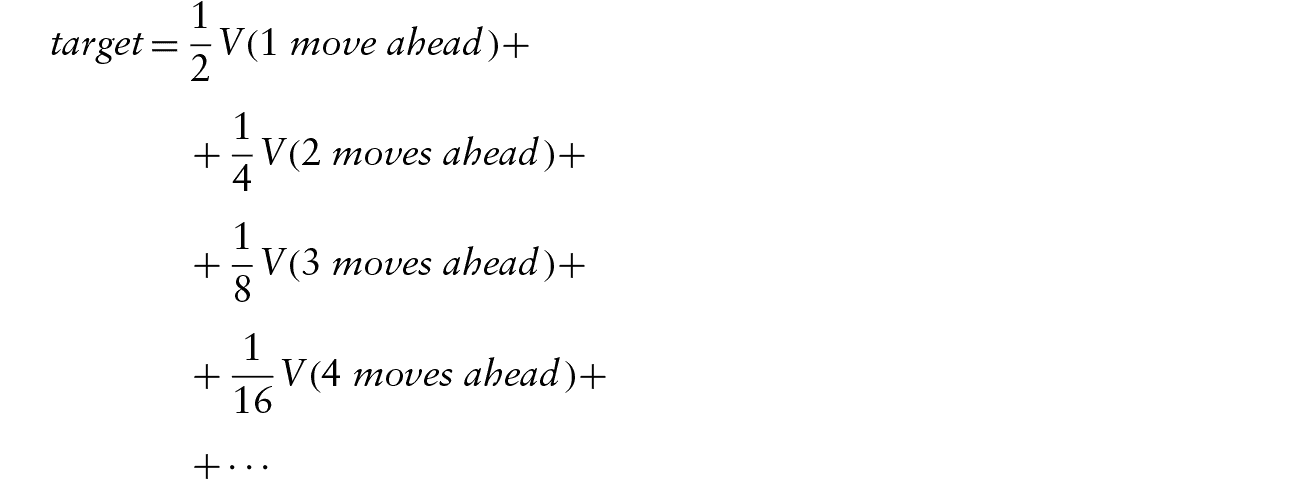 target = 1/2 V(1 move ahead)+
+ 1/4 V(2 moves ahead)+
+ 1/8 V(3 moves ahead)+
+ 1/16 V(4 moves ahead)+
+ ···